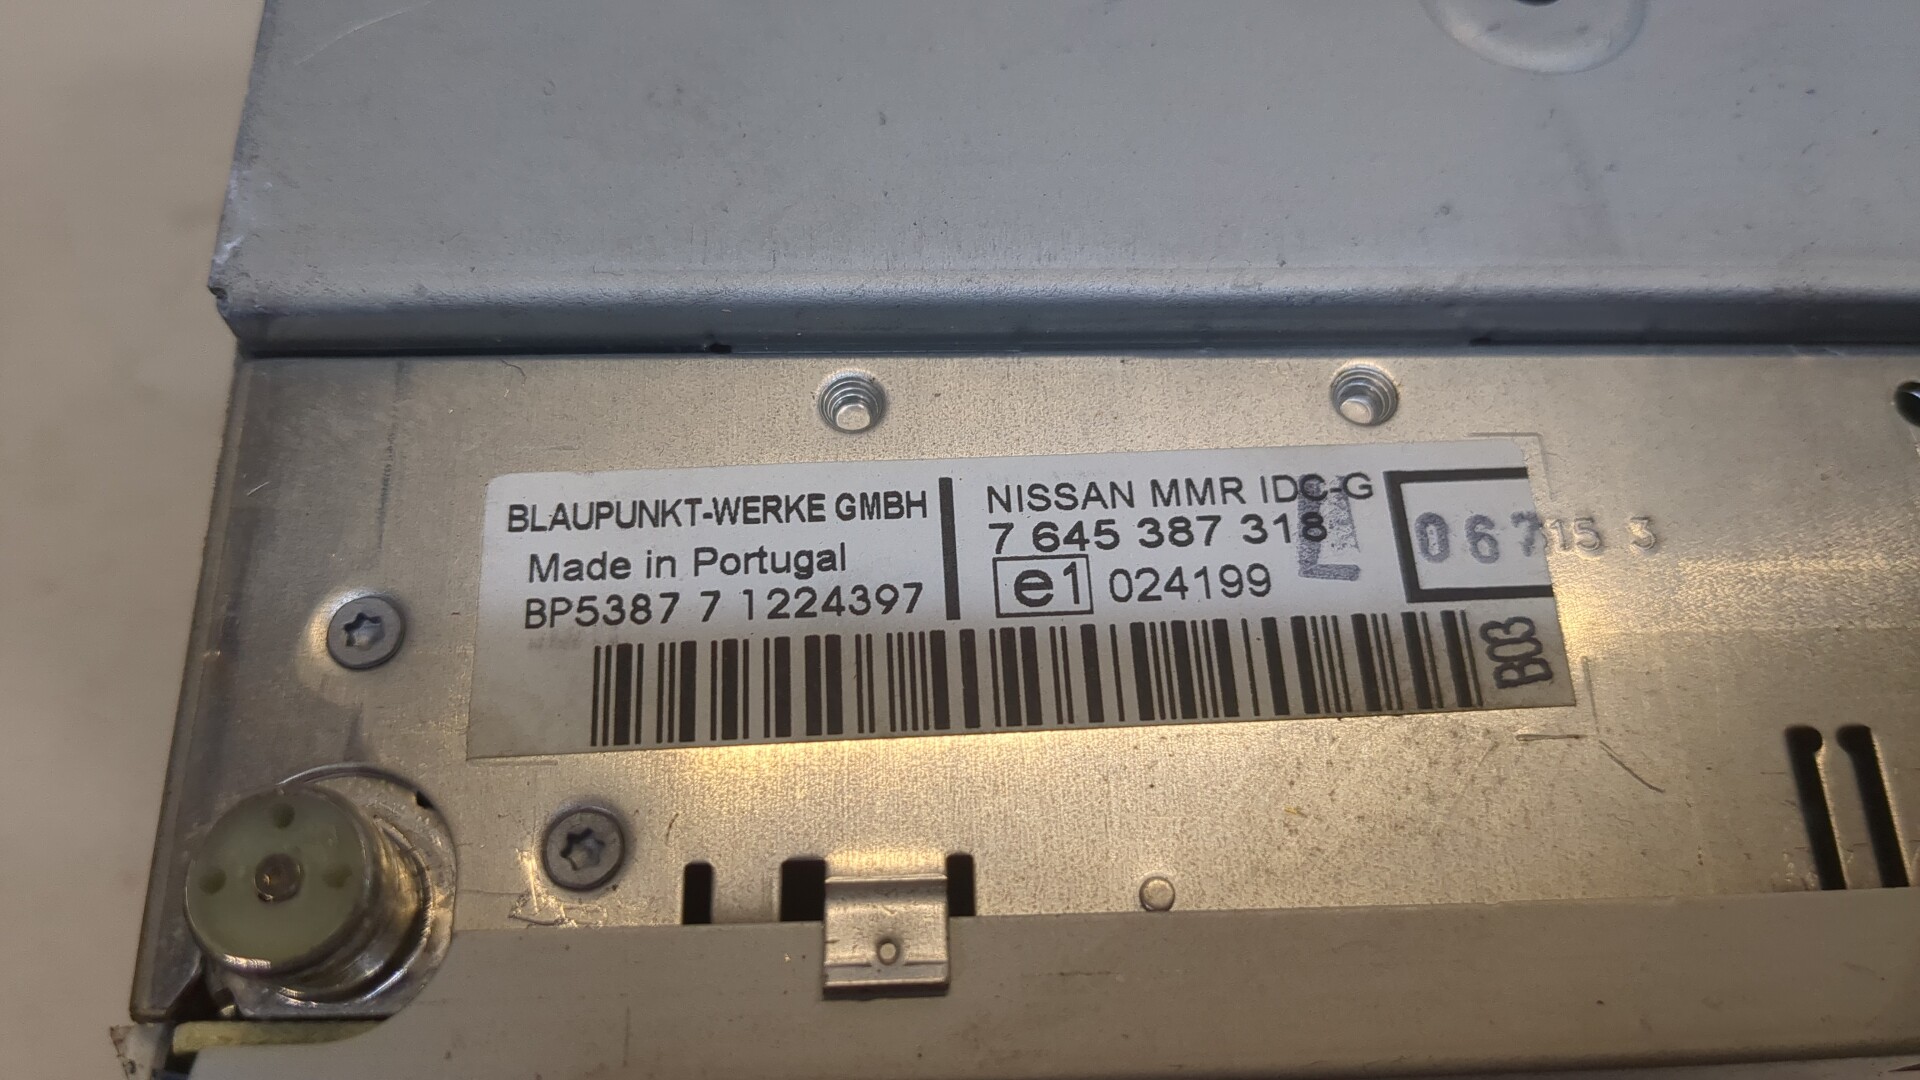 BLAUPUNKT-WERKE GMBH
Made in Portugal
BP5387 7 1224397
NISSAN MMR IDC-G
7 645 387 318
e1 024199
L
067153
B03